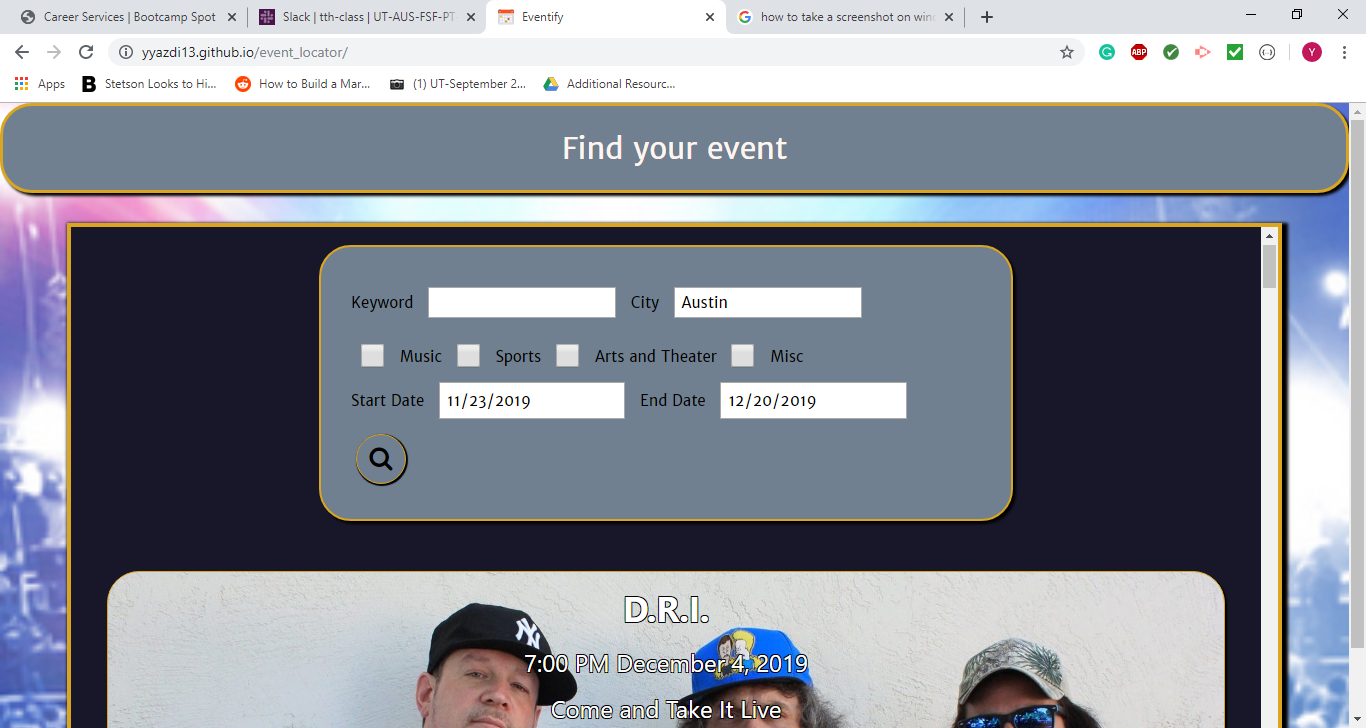 Career Services | Bootcamp Spot
Slack | tth-class | UT-AUS-FSF-PT
Eventify
how to take a screenshot on win
yyazdi13.github.io/event_locator/
ABP
Y
Apps
Stetson Looks to Hi...
How to Build a Mar...
(1) UT-September 2...
Additional Resourc...
Find your event
Keyword City Austin
Music Sports Arts and Theater Misc
Start Date 11/23/2019 End Date 12/20/2019
D.R.I.
7:00 PM December 4, 2019
Come and Take It Live